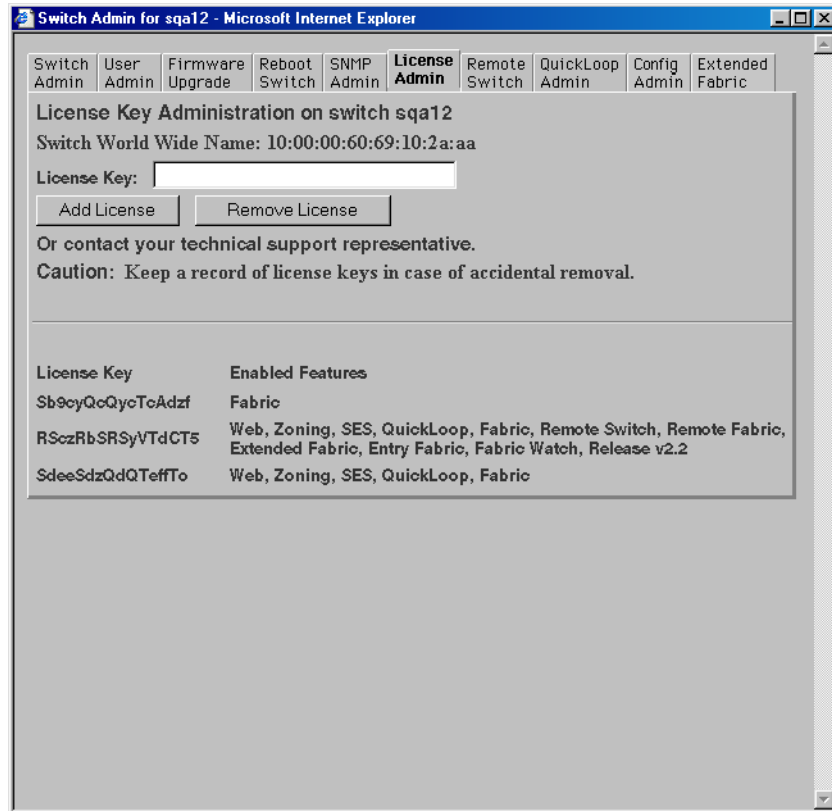 Switch Admin for sqa12 - Microsoft Internet Explorer
Switch Admin User Admin Firmware Upgrade Reboot Switch SNMP Admin License Admin Remote Switch QuickLoop Admin Config Admin Extended Fabric
License Key Administration on switch sqa12
Switch World Wide Name: 10:00:00:60:69:10:2a:aa
License Key:
Add License Remove License
Or contact your technical support representative.
Caution: Keep a record of license keys in case of accidental removal.
License Key Enabled Features
Sb9cyQcQycTcAdzf Fabric
RSczRbSRSyVTdCT5 Web, Zoning, SES, QuickLoop, Fabric, Remote Switch, Remote Fabric,
Extended Fabric, Entry Fabric, Fabric Watch, Release v2.2
SdeeSdzQdQTeffTo Web, Zoning, SES, QuickLoop, Fabric